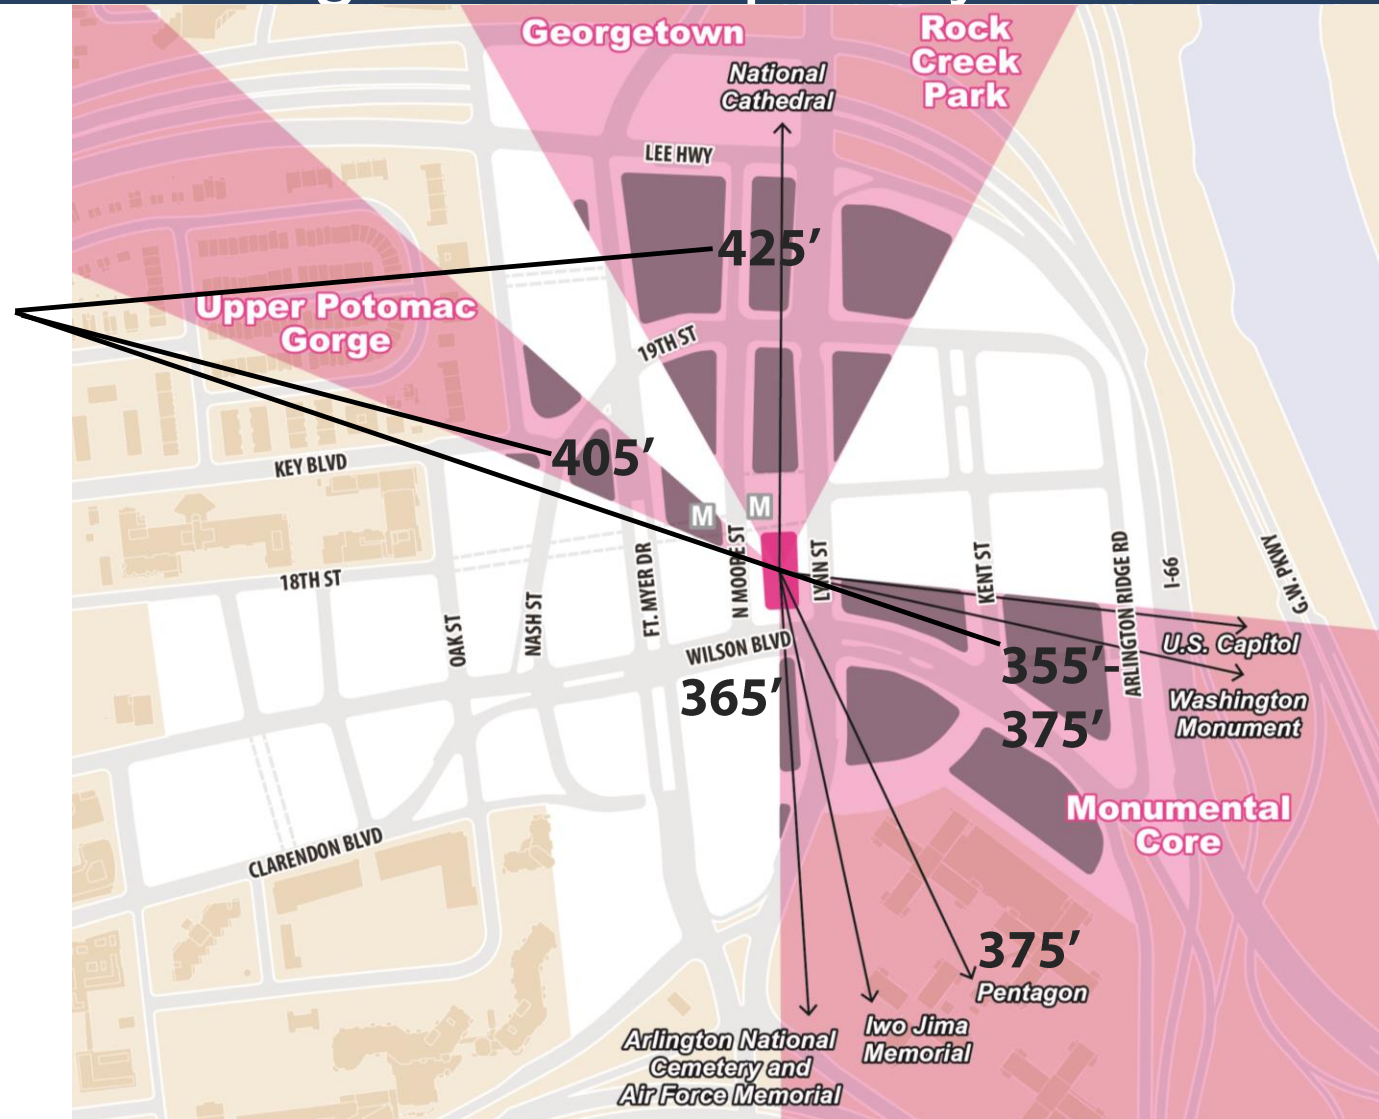 Georgetown
Rock
Creek
Park
National
Cathedral
LEE HWY
425’
Upper Potomac
Gorge
19TH ST
405’
KEY BLVD
M
M
18TH ST
OAK ST
NASH ST
FT. MYER DR
N MOORE ST
LYNN ST
KENT ST
ARLINGTON RIDGE RD
I-66
G.W. PKWY
WILSON BLVD
U.S. Capitol
355’-
375’
365’
Washington
Monument
Monumental
Core
CLARENDON BLVD
375’
Pentagon
Iwo Jima
Memorial
Arlington National
Cemetery and
Air Force Memorial